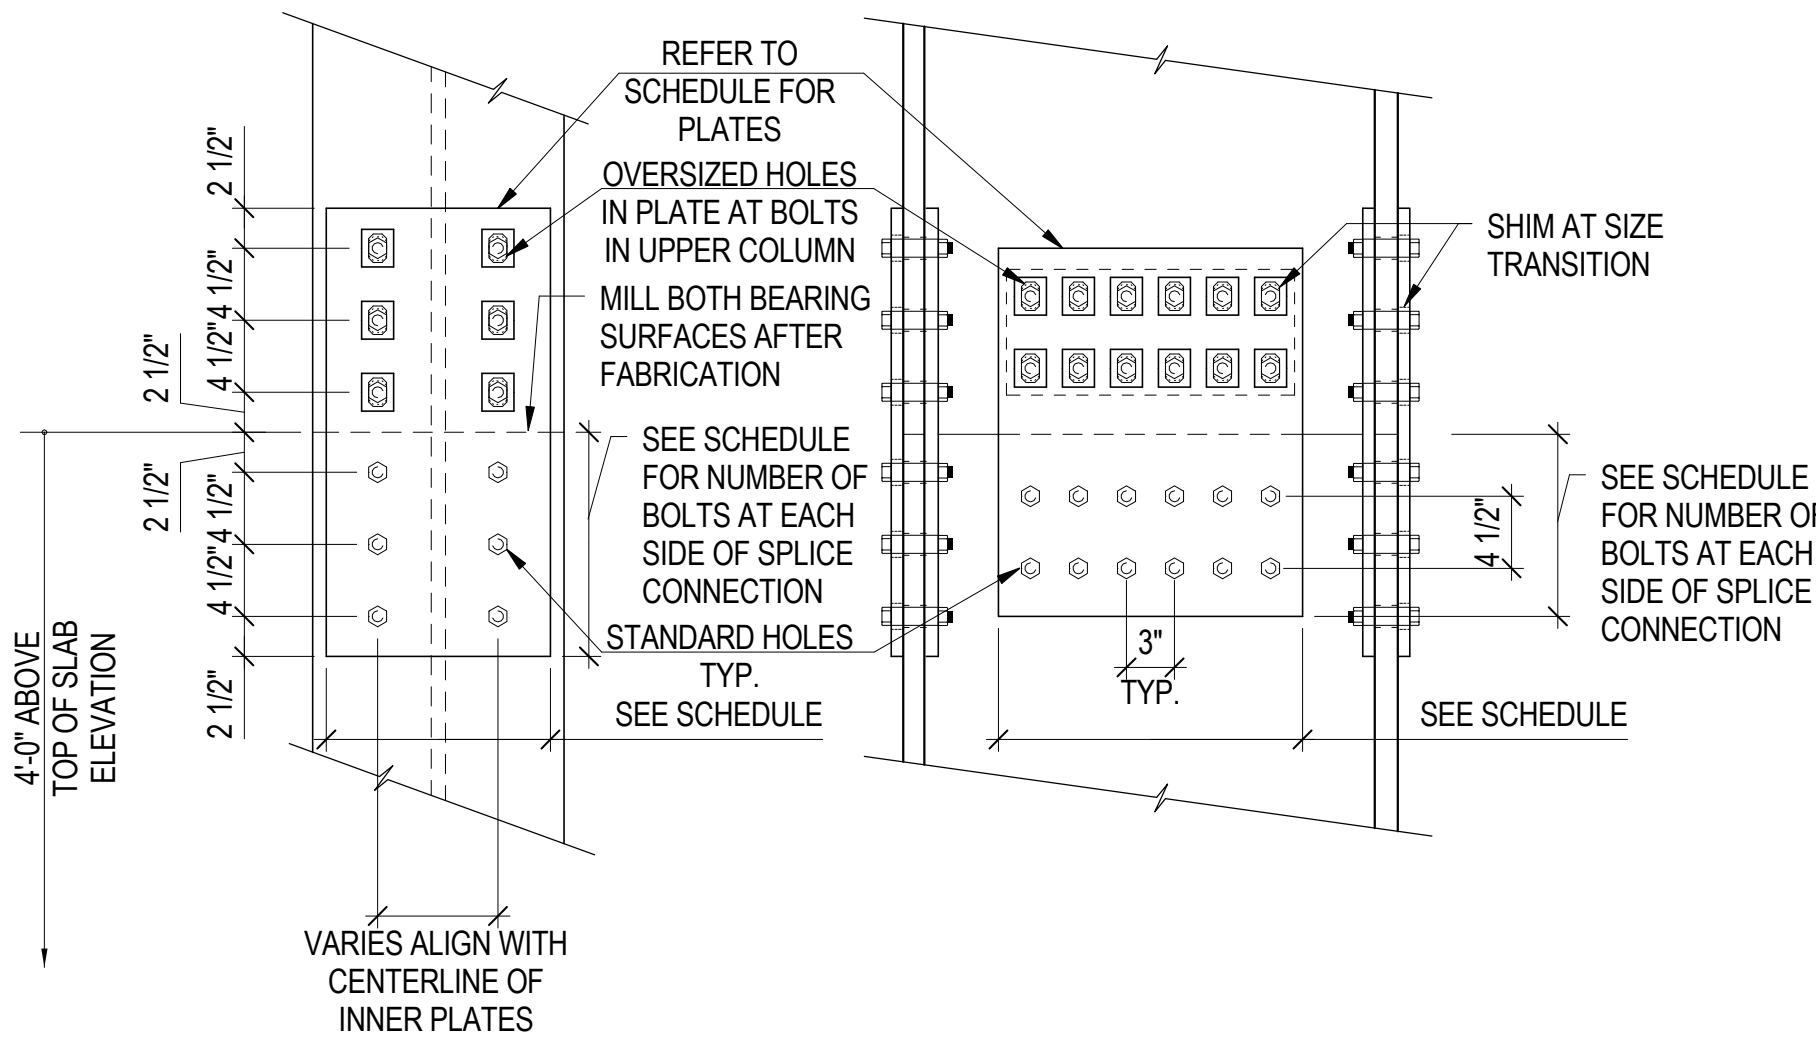 REFER TO
SCHEDULE FOR
PLATES
OVERSIZED HOLES
IN PLATE AT BOLTS
IN UPPER COLUMN
MILL BOTH BEARING
SURFACES AFTER
FABRICATION
SEE SCHEDULE
FOR NUMBER OF
BOLTS AT EACH
SIDE OF SPLICE
CONNECTION
STANDARD HOLES
TYP.
SEE SCHEDULE
2 1/2"
4 1/2"
4 1/2"
2 1/2"
2 1/2"
4 1/2"
4 1/2"
2 1/2"
4'-0" ABOVE
TOP OF SLAB
ELEVATION
VARIES ALIGN WITH
CENTERLINE OF
INNER PLATES
SHIM AT SIZE
TRANSITION
4 1/2"
SEE SCHEDULE
FOR NUMBER OF
BOLTS AT EACH
SIDE OF SPLICE
CONNECTION
3"
TYP.
SEE SCHEDULE